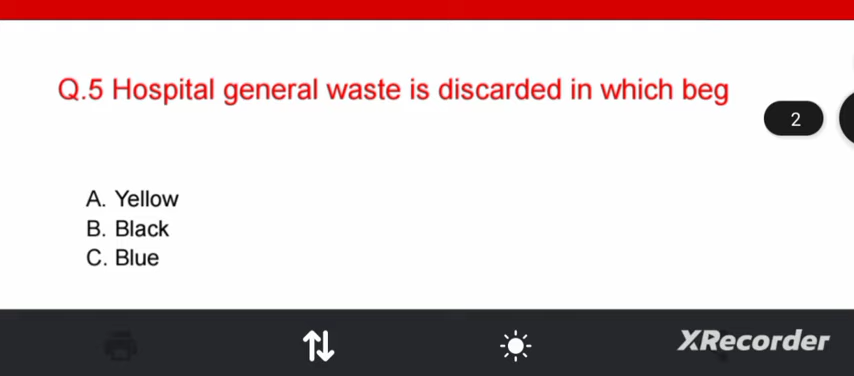 Q.5 Hospital general waste is discarded in which beg
2
A. Yellow
B. Black
C. Blue
XRecorder